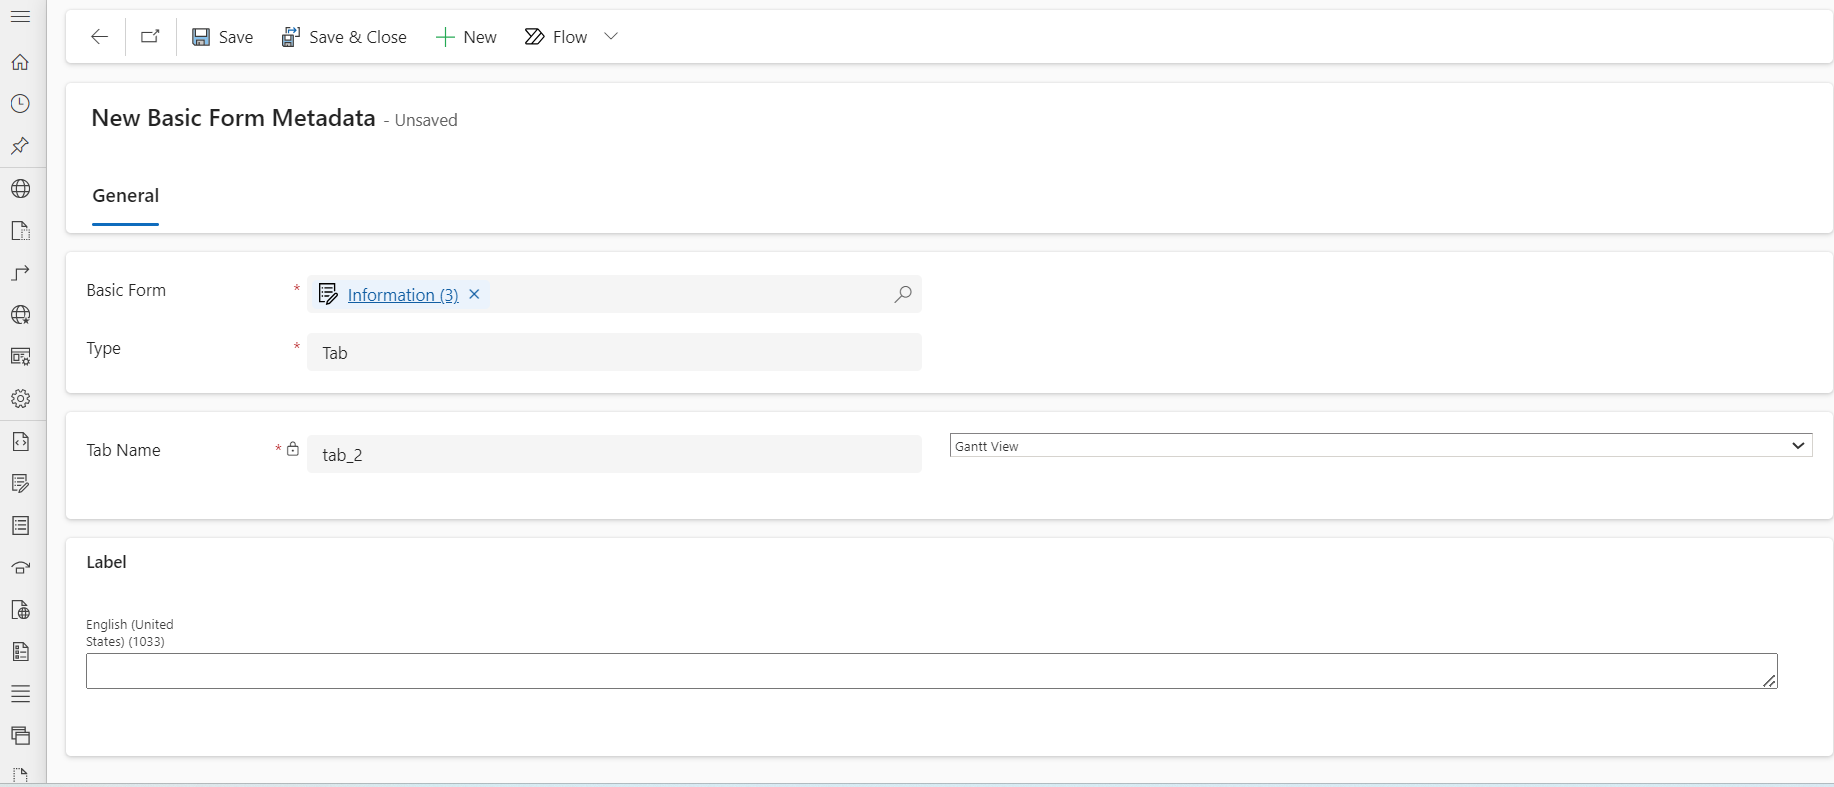 Save
Save & Close
New
Flow
New Basic Form Metadata - Unsaved
General
Basic Form * Information (3)
Type * Tab
Tab Name * tab_2
Gantt View
Label
English (United
States) (1033)